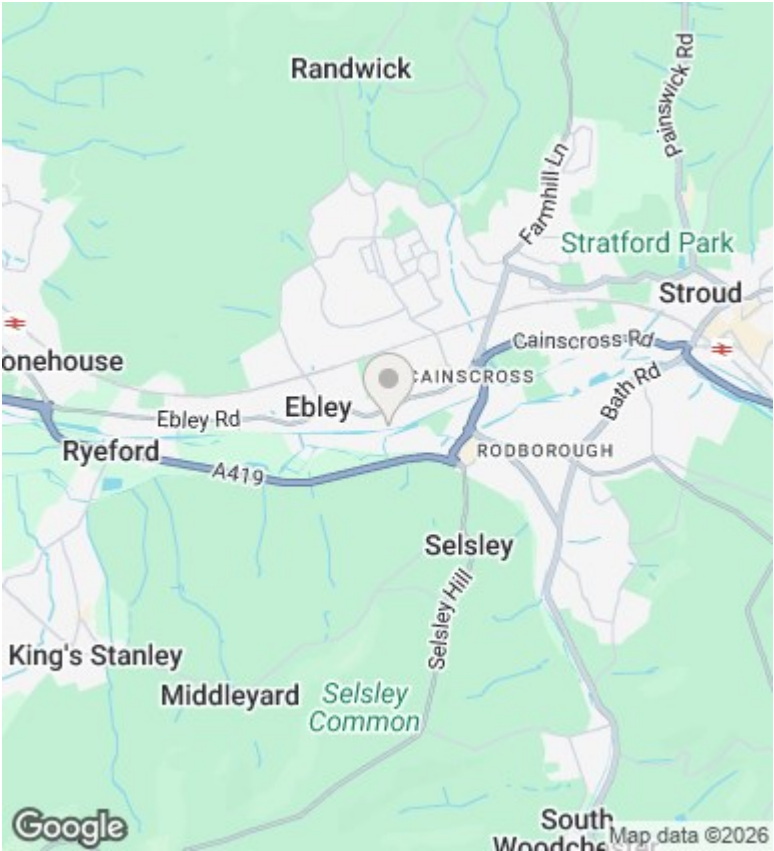 Randwick
Painswick Rd
Farmhill Ln
Stratford Park
Stroud
Cainscross Rd
onehouse
CAINSCROSS
Bath Rd
Ebley
Ebley Rd
Ryeford
RODBOROUGH
A419
Selsley
Selsley Hill
King's Stanley
Middleyard
Selsley
Common
South
Woodchester
Google
Map data ©2026